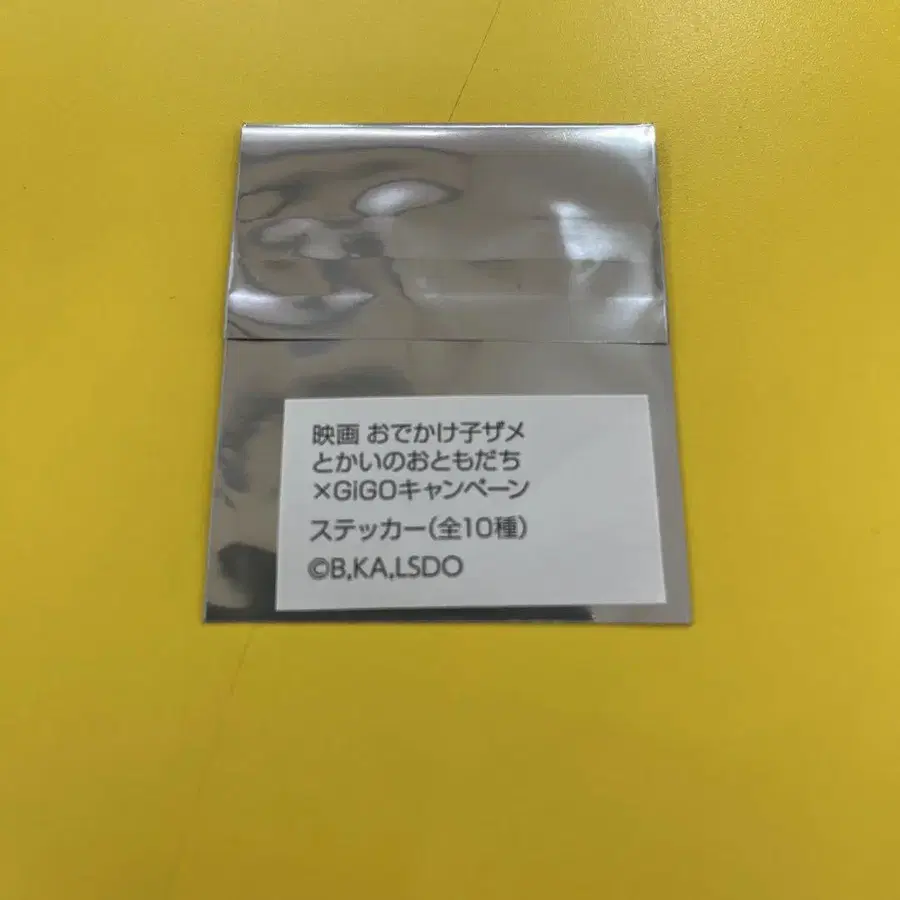 映画 おでかけ子ザメ
とかいのおともだち
×GiGOキャンペーン
ステッカー(全10種)
©B,KA,LSDO